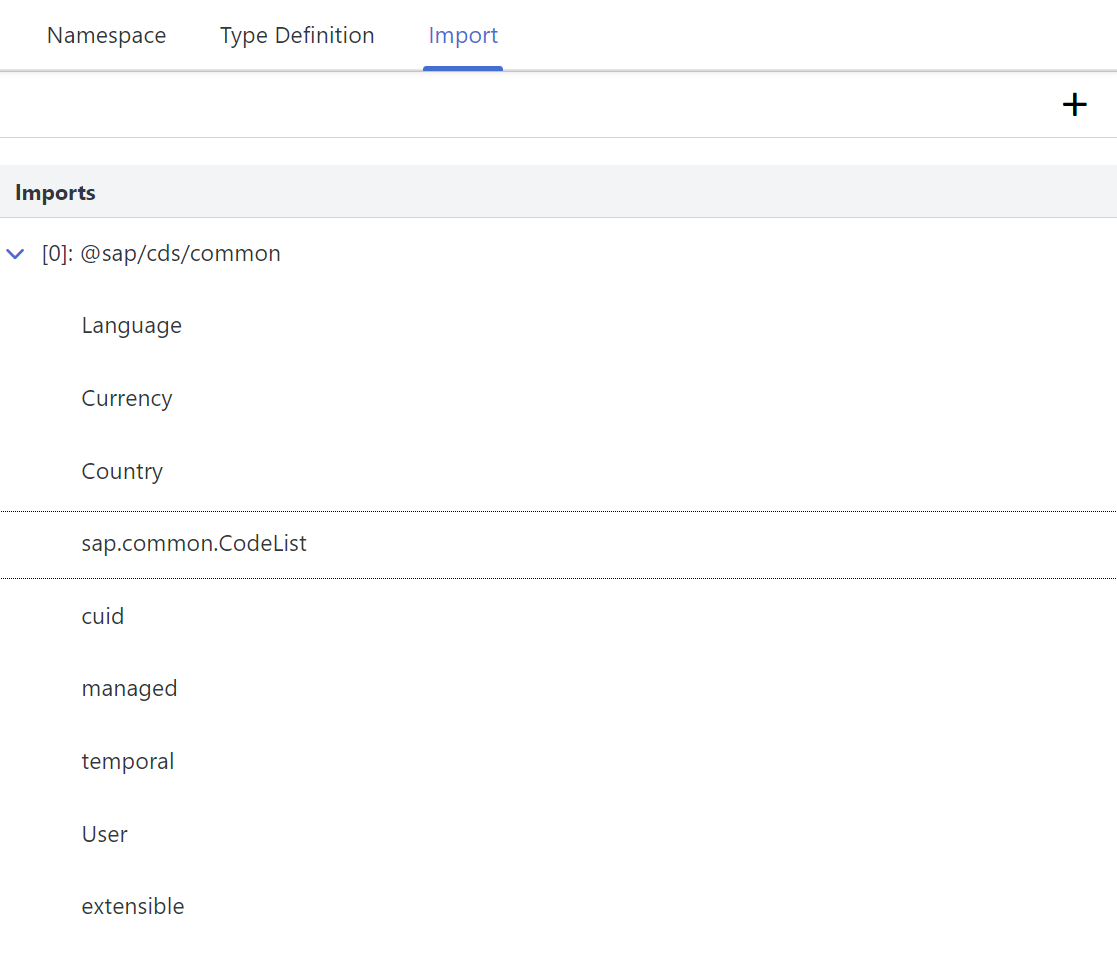 Namespace Type Definition Import
Imports
[0]: @sap/cds/common
Language
Currency
Country
sap.common.CodeList
cuid
managed
temporal
User
extensible